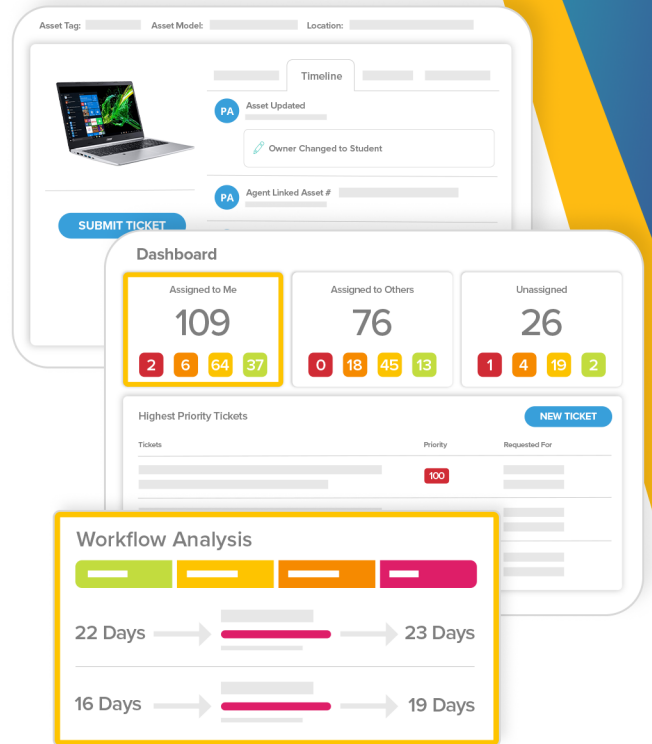 Asset Tag: Asset Model: Location:
Timeline
PA Asset Updated
Owner Changed to Student
PA Agent Linked Asset #
SUBMIT TICKET
Dashboard
Assigned to Me Assigned to Others Unassigned
109 76 26
2 6 64 37 0 18 45 13 1 4 19 2
Highest Priority Tickets NEW TICKET
Tickets Priority Requested For
100
Workflow Analysis
22 Days 23 Days
16 Days 19 Days